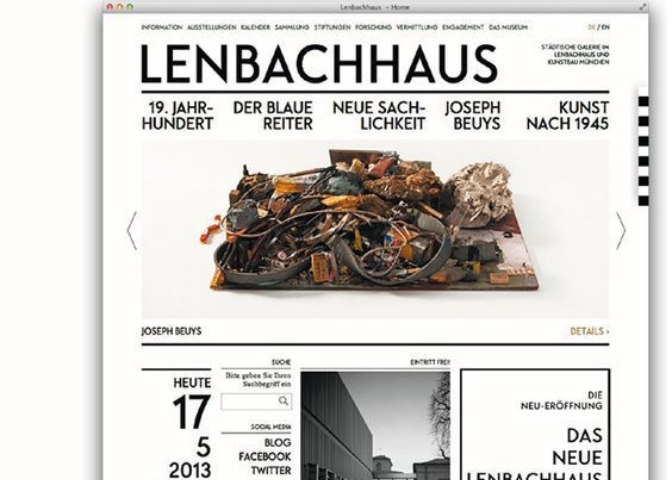 Lenbachhaus - Home
INFORMATION AUSSTELLUNGEN KALENDER SAMMLUNG STIFTUNGEN FORSCHUNG VERMITTLUNG ENGAGEMENT DAS MUSEUM
DE / EN
LENBACHHAUS
STÄDTISCHE GALERIE IM
LENBACHHAUS UND
KUNSTBAU MÜNCHEN
19. JAHR-
HUNDERT
DER BLAUE
REITER
NEUE SACH-
LICHKEIT
JOSEPH
BEUYS
KUNST
NACH 1945
JOSEPH BEUYS
DETAILS ›
HEUTE
17
5
2013
SUCHE
Bitte geben Sie Ihren
Suchbegriff ein
SOCIAL MEDIA
BLOG
FACEBOOK
TWITTER
EINTRITT FREI
DIE
NEU-ERÖFFNUNG
DAS
NEUE
LENBACHHAUS